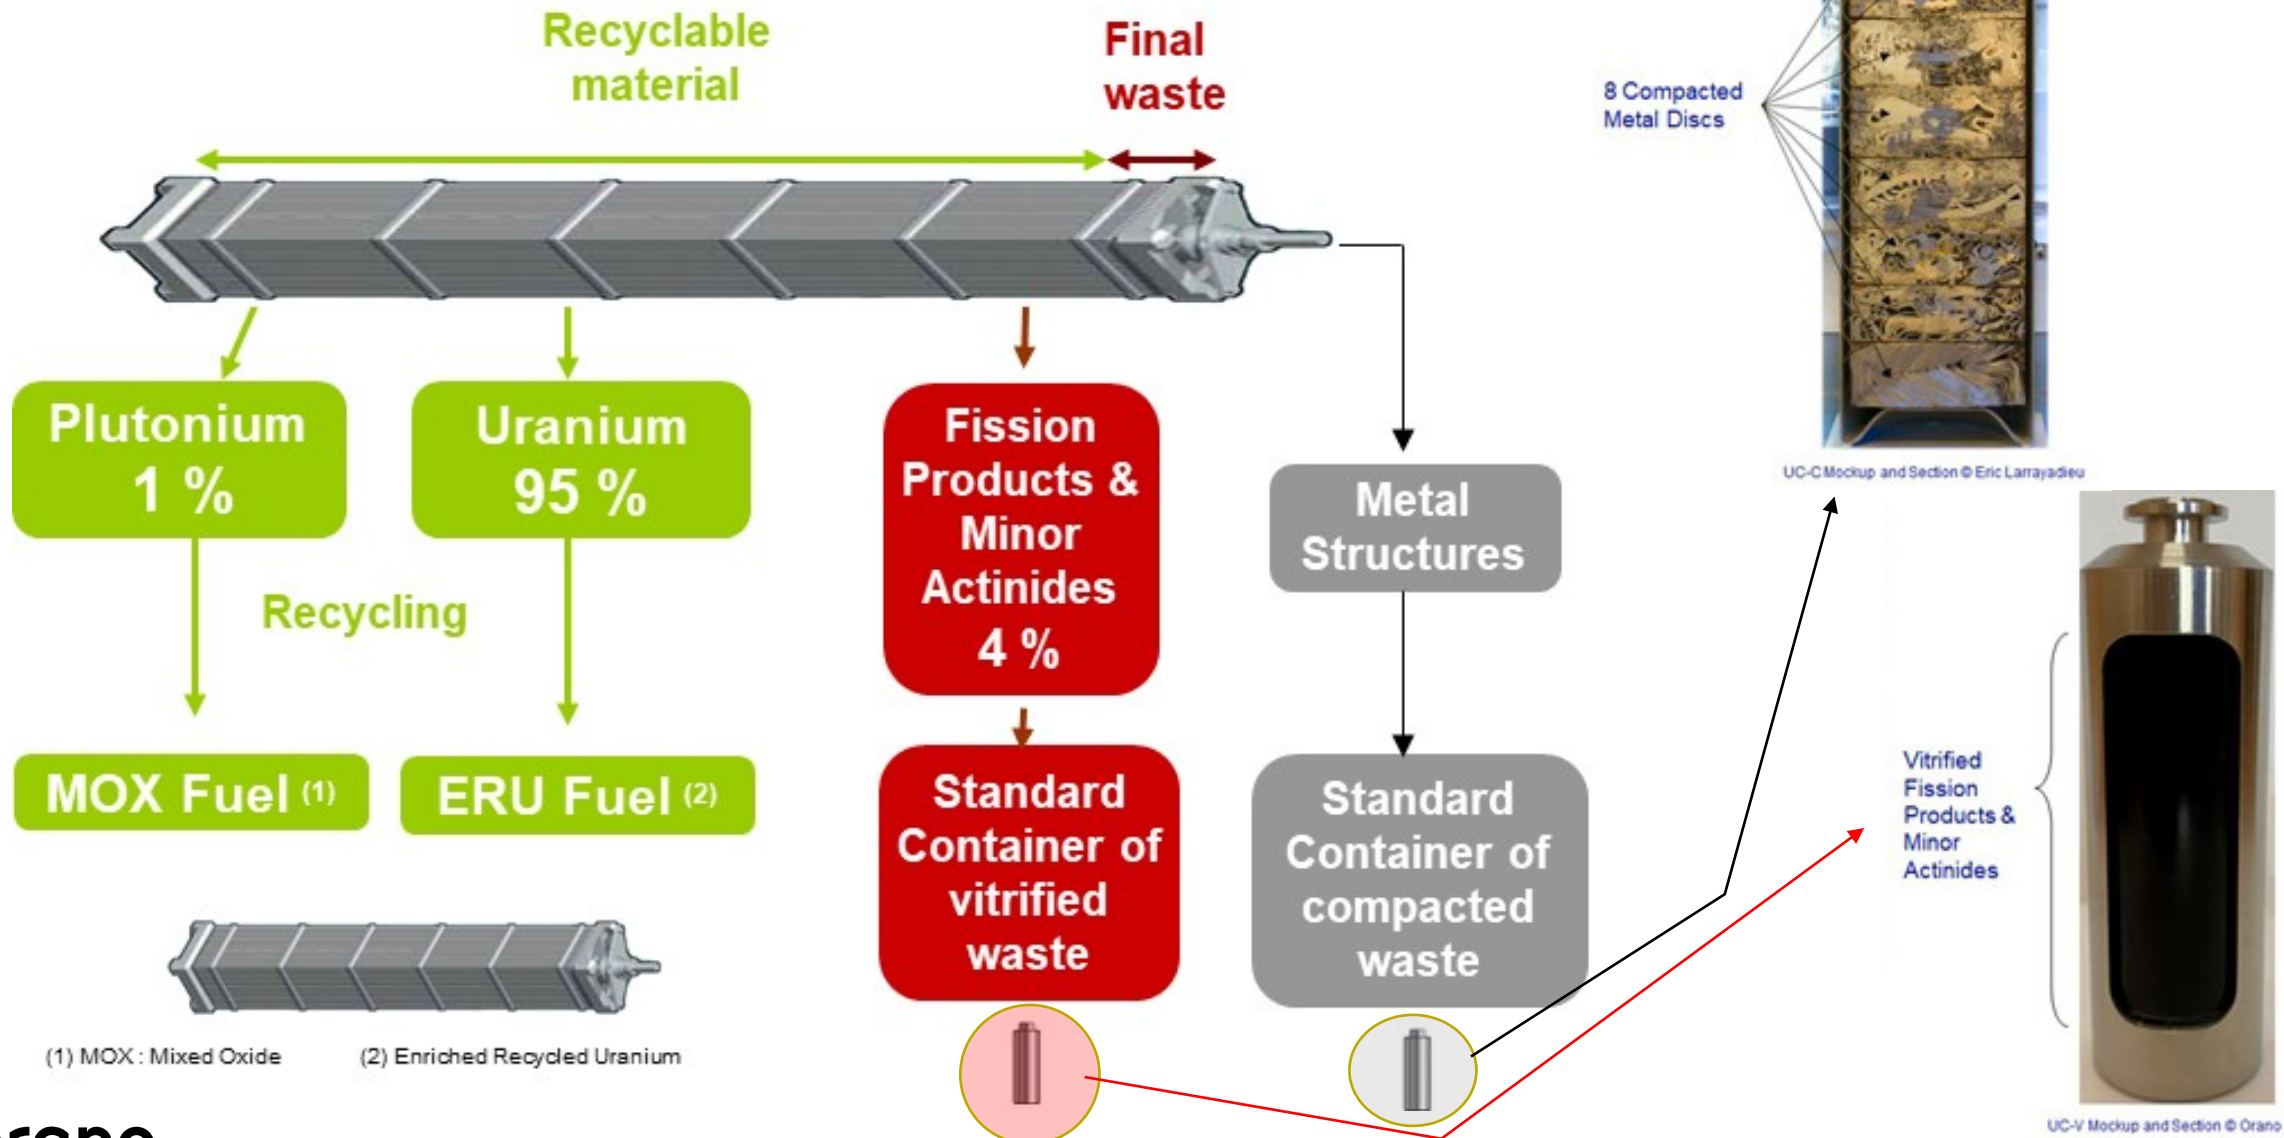 Recyclable
material
Final
waste
8 Compacted
Metal Discs
Plutonium
1 %
Uranium
95 %
Fission
Products &
Minor
Actinides
4 %
Metal
Structures
UC-C Mockup and Section © Eric Larrayadieu
Recycling
MOX Fuel (1)
ERU Fuel (2)
Standard
Container of
vitrified
waste
Standard
Container of
compacted
waste
Vitrified
Fission
Products &
Minor
Actinides
(1) MOX : Mixed Oxide
(2) Enriched Recycled Uranium
UC-V Mockup and Section © Orano